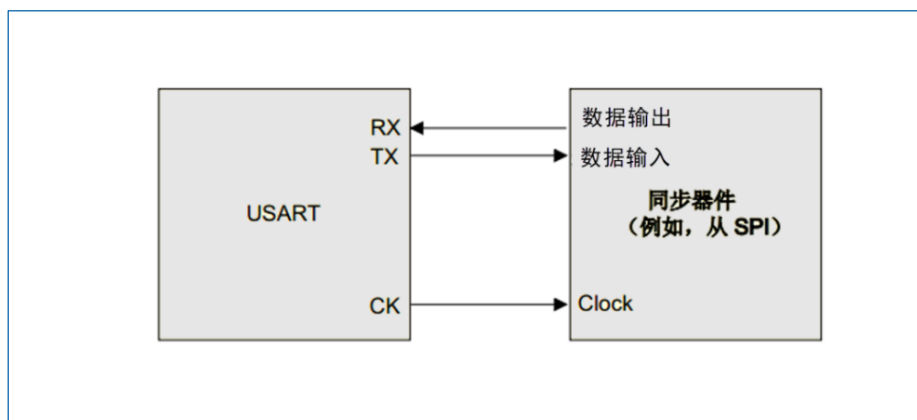 RX
TX
USART
CK
数据输出
数据输入
同步器件
（例如，从 SPI）
Clock